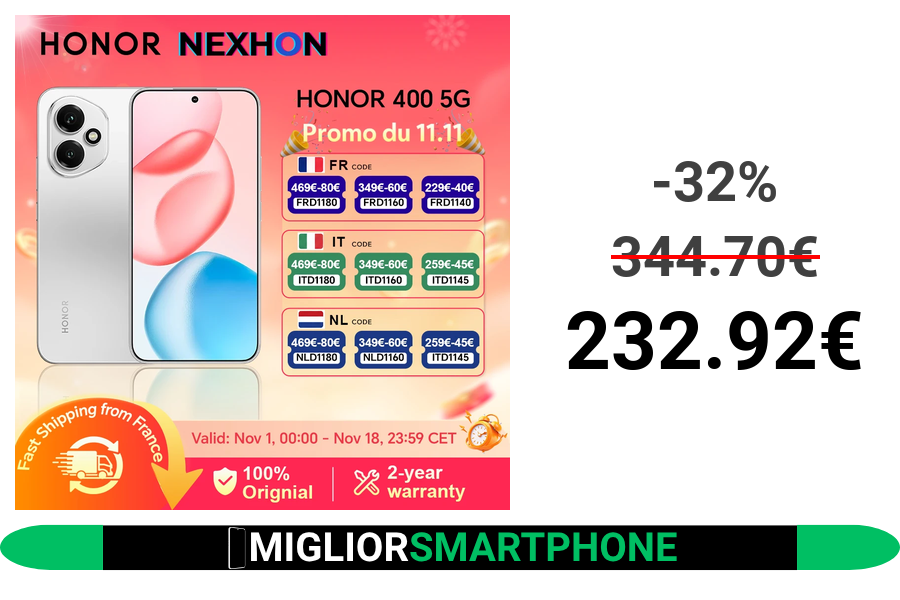 HONOR NEXHON
HONOR 400 5G
Promo du 11.11
FR CODE
469€-80€ 349€-60€ 229€-40€
FRD1180 FRD1160 FRD1140
IT CODE
469€-80€ 349€-60€ 259€-45€
ITD1180 ITD1160 ITD1145
NL CODE
469€-80€ 349€-60€ 259€-45€
NLD1180 NLD1160 ITD1145
HONOR
Fast Shipping from France
Valid: Nov 1, 00:00 - Nov 18, 23:59 CET
100%
Orignial
2-year
warranty
-32%
344.70€
232.92€
MIGLIORSMARTPHONE